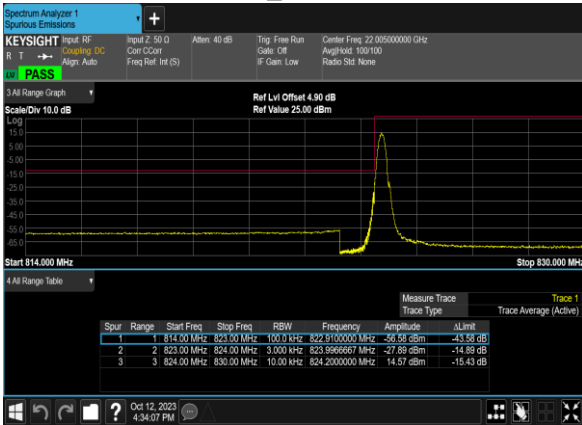 Spectrum Analyzer 1
Spurious Emissions
+
KEYSIGHT Input: RF Input Z: 50 Ω Atten: 40 dB Trig: Free Run Center Freq: 22.005000000 GHz
R T Coupling: DC Corr CCorr Gate: Off Avg|Hold: 100/100
Align: Auto Freq Ref: Int (S) IF Gain: Low Radio Std: None
PASS
3 All Range Graph
Ref Lvl Offset 4.90 dB
Scale/Div 10.0 dB Ref Value 25.00 dBm
Log
15.0
5.00
-5.00
-15.0
-25.0
-35.0
-45.0
-55.0
-65.0
Start 814.000 MHz Stop 830.000 MHz
4 All Range Table
Measure Trace Trace 1
Trace Type Trace Average (Active)
Spur Range Start Freq Stop Freq RBW Frequency Amplitude ΔLimit
1 1 814.00 MHz 823.00 MHz 100.0 kHz 822.9100000 MHz -56.58 dBm -43.58 dB
2 2 823.00 MHz 824.00 MHz 3.000 kHz 823.9966667 MHz -27.89 dBm -14.89 dB
3 3 824.00 MHz 830.00 MHz 10.00 kHz 824.2000000 MHz 14.57 dBm -15.43 dB
?
Oct 12, 2023
4:34:07 PM